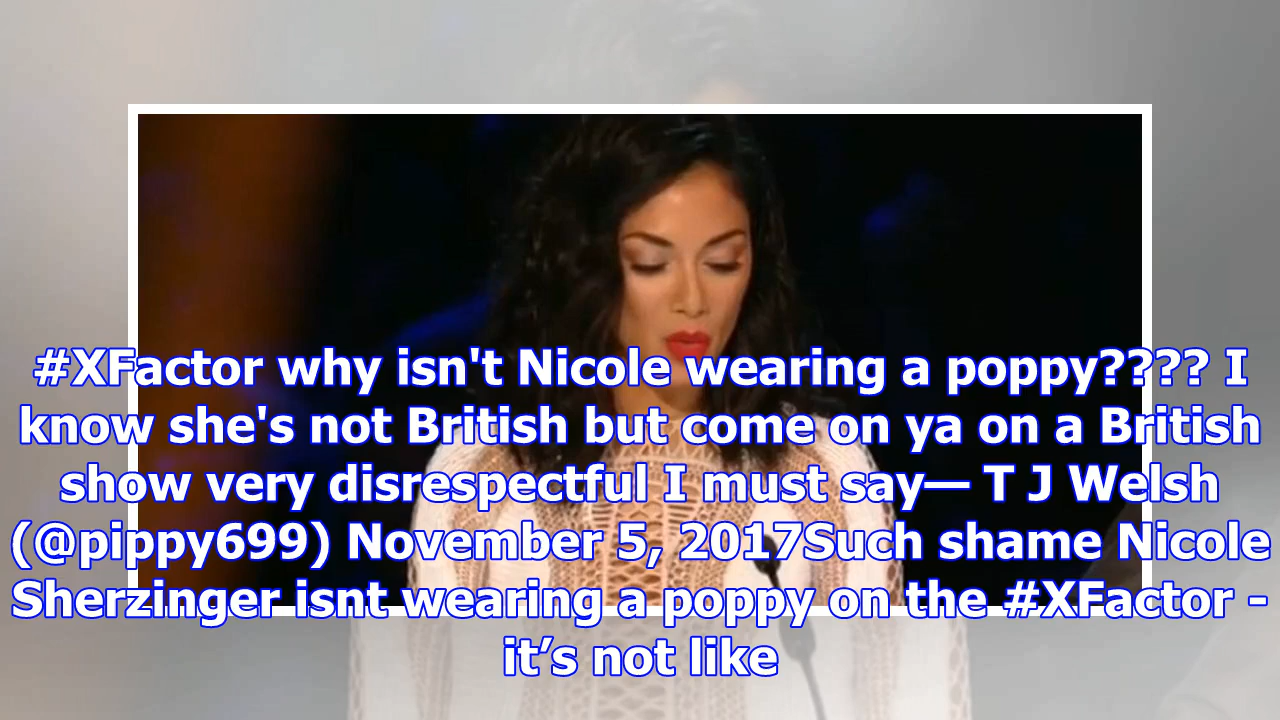 #XFactor why isn't Nicole wearing a poppy???? I
know she's not British but come on ya on a British
show very disrespectful I must say— T J Welsh
(@pippy699) November 5, 2017Such shame Nicole
Sherzinger isnt wearing a poppy on the #XFactor -
it’s not like